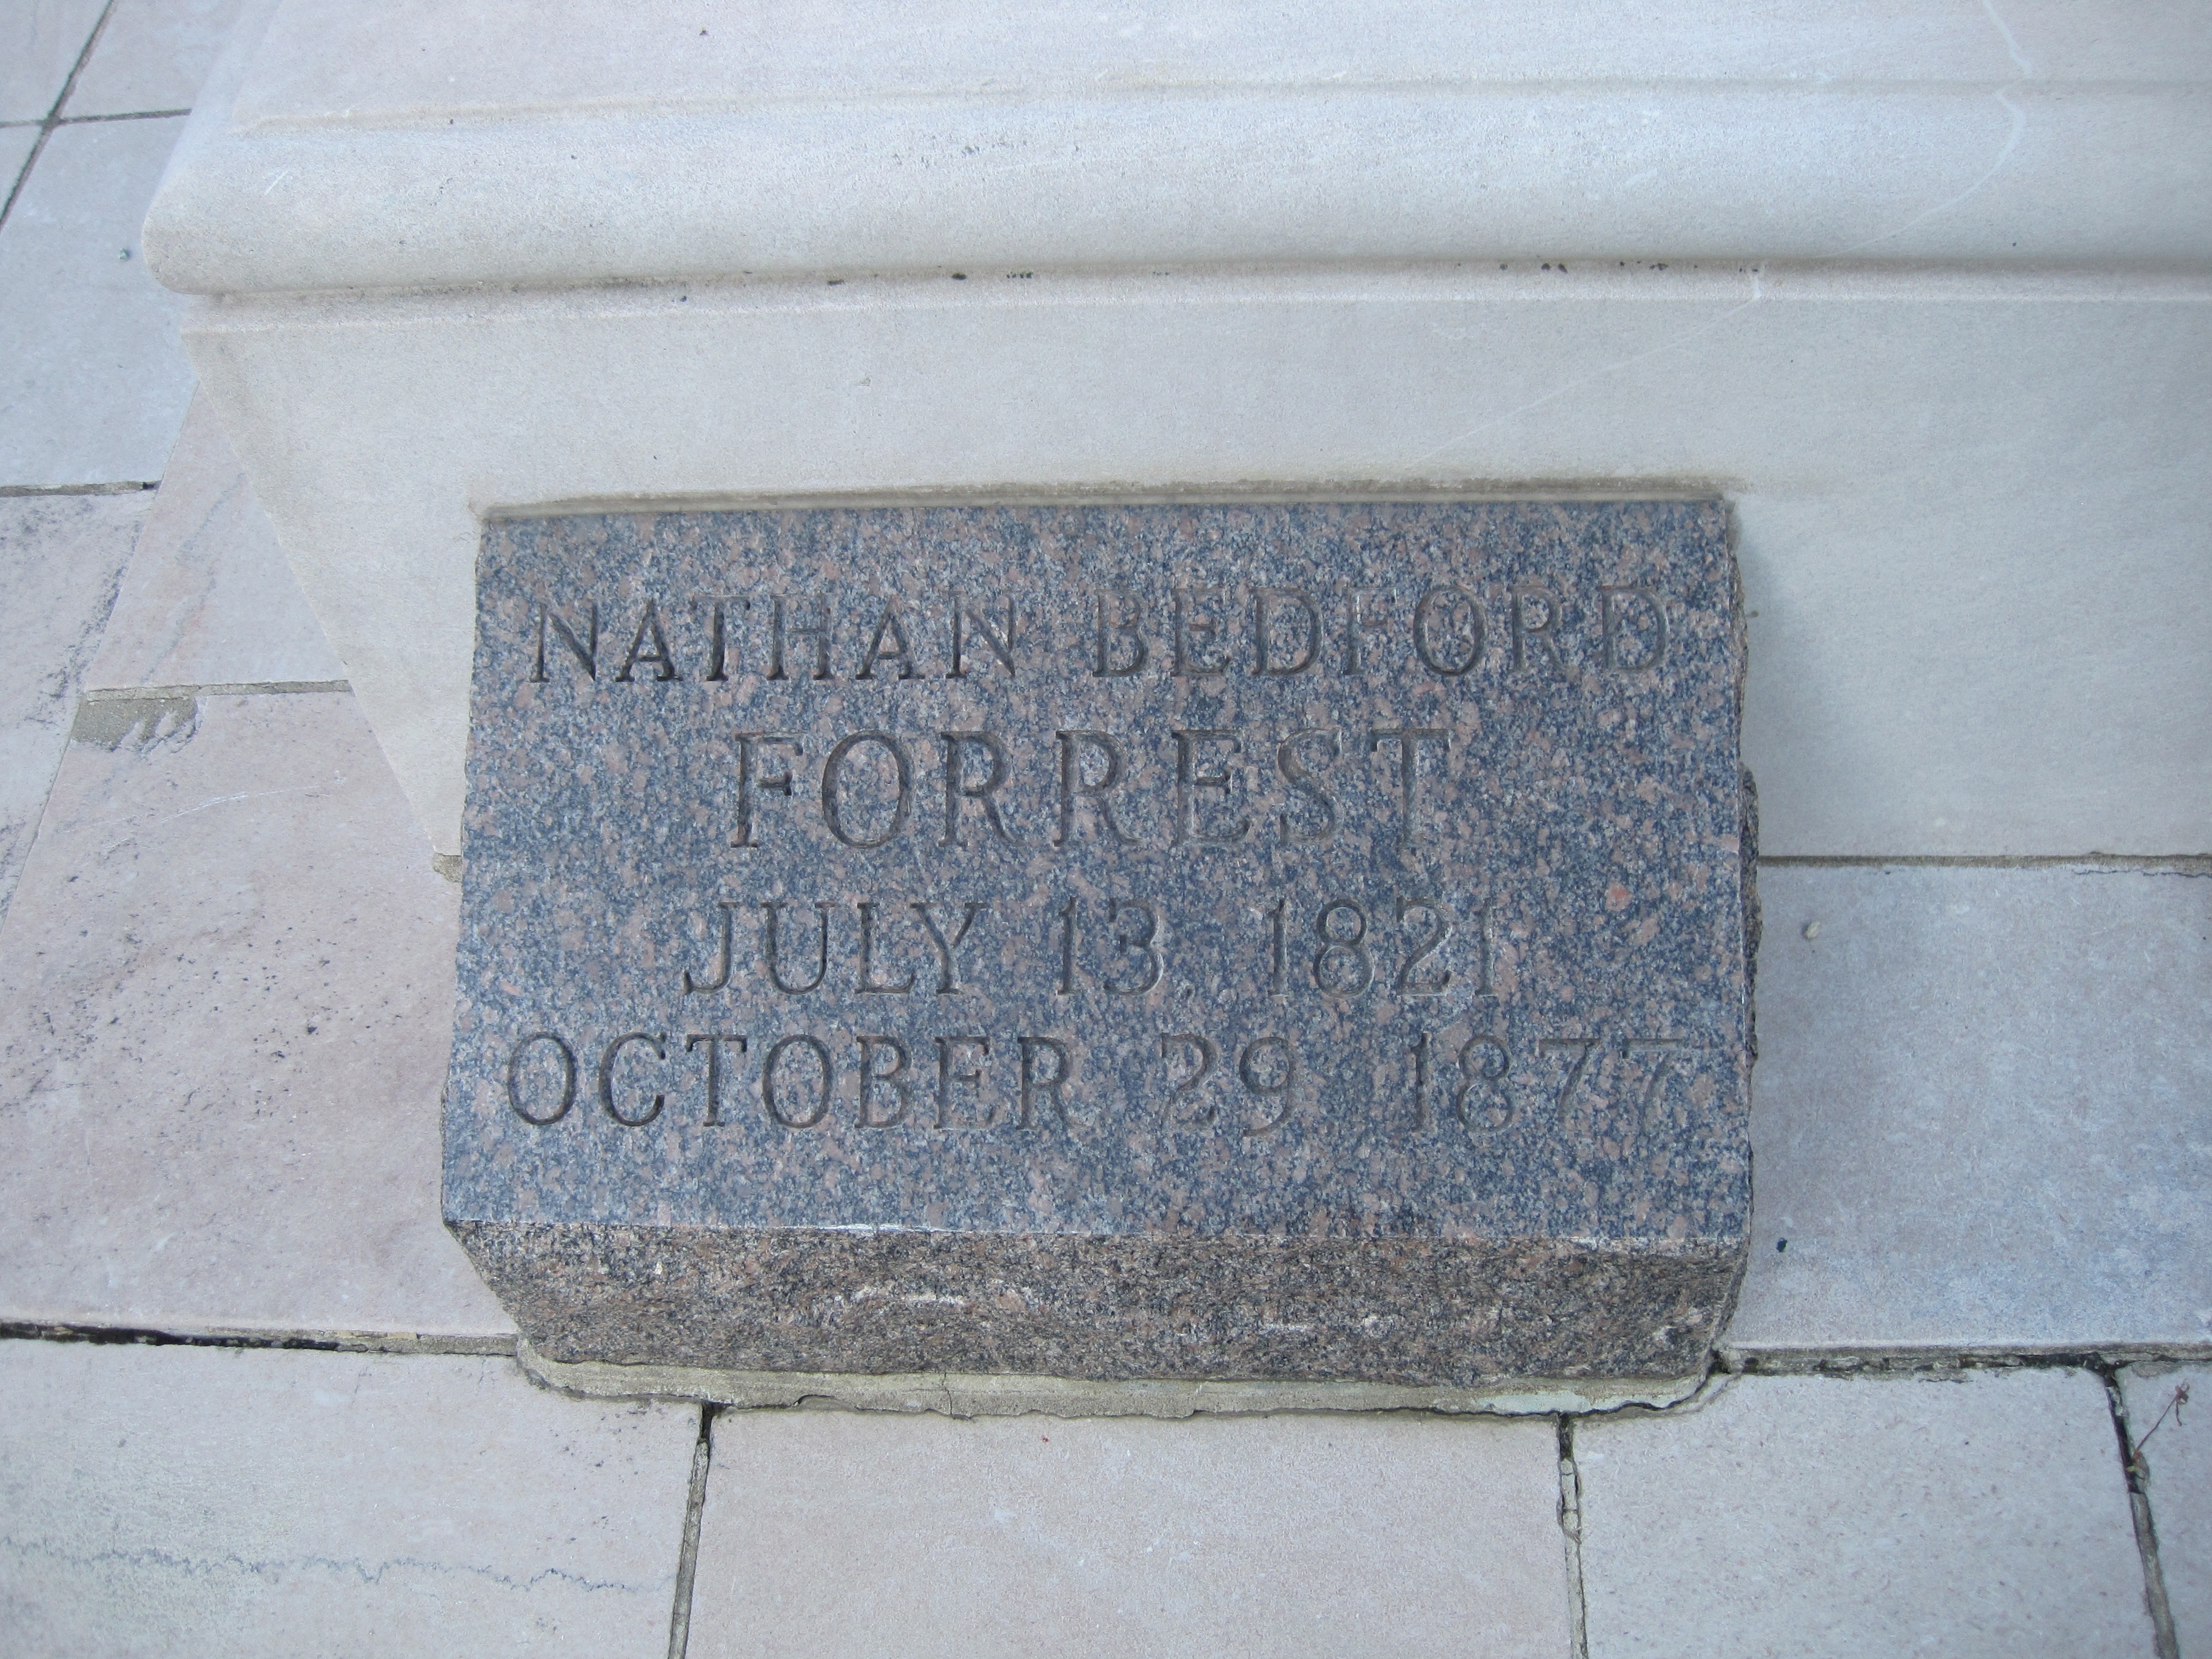 NATHAN BEDFORD
FORREST
JULY 13 1821
OCTOBER 29 1877